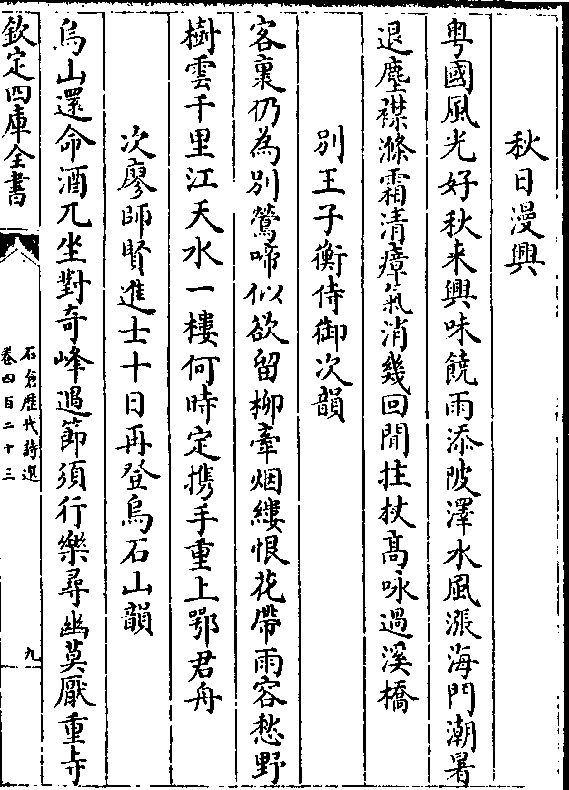 秋日漫興
粤國風光好秋来興味饒雨添陂澤水風漲海門潮暑
退塵襟滌霜清瘴氣消幾回閒拄杖髙咏過溪橋
别王子衡侍御次韻
客裏仍為别鶯啼似欲留柳牽烟縷恨花帶雨容愁野
樹雲千里江天水一樓何時定携手重上鄂君舟
次廖師賢進士十日再登烏石山韻
烏山還命酒兀坐對奇峰過節須行樂尋幽莫厭重寺
欽定四庫全書
石倉歷代詩選
卷四百二十三
九